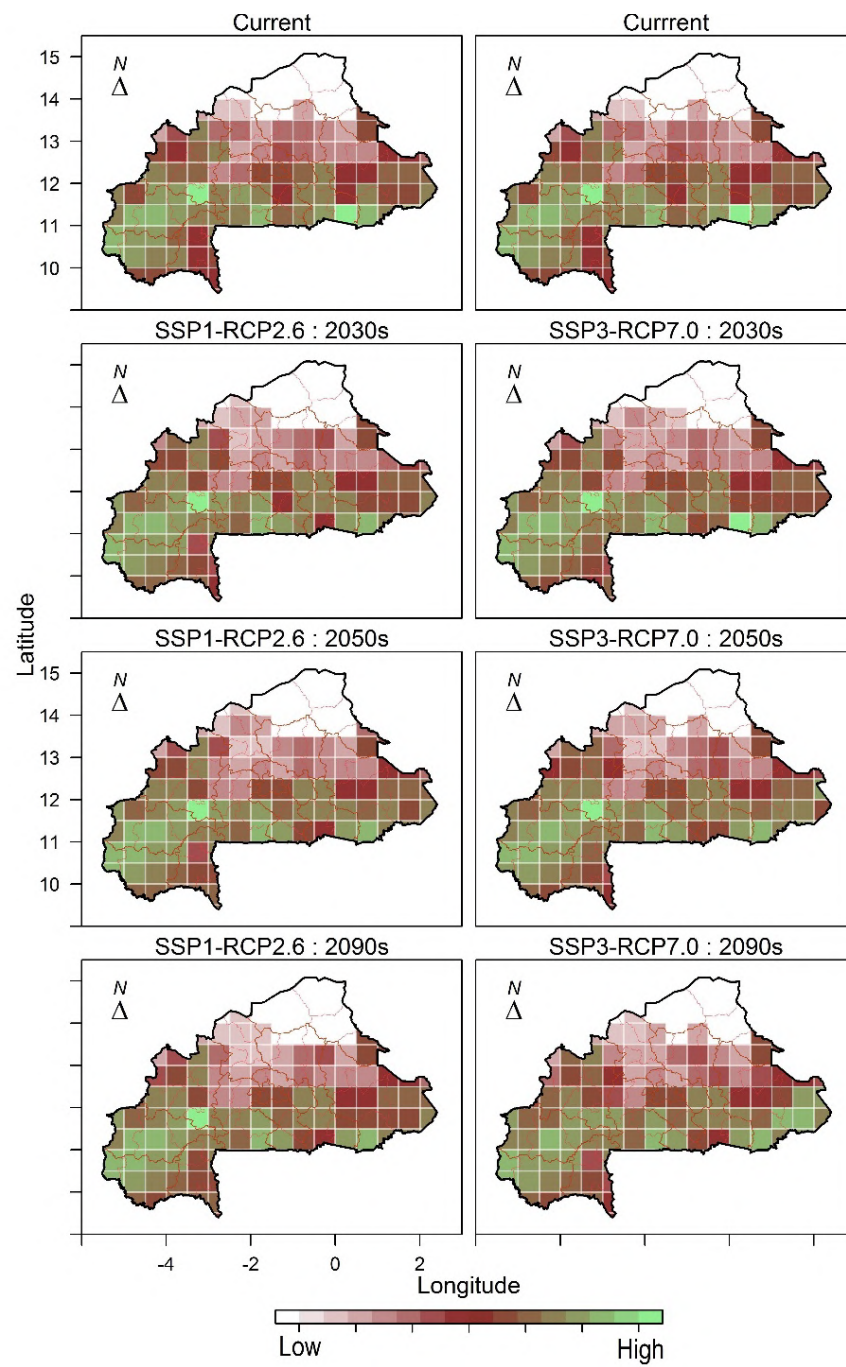 Current Currrent
15 N N
Δ Δ
14
13
12
11
10
SSP1-RCP2.6 : 2030s SSP3-RCP7.0 : 2030s
N N
Δ Δ
Latitude
SSP1-RCP2.6 : 2050s SSP3-RCP7.0 : 2050s
15 N N
Δ Δ
14
13
12
11
10
SSP1-RCP2.6 : 2090s SSP3-RCP7.0 : 2090s
N N
Δ Δ
-4 -2 0 2
Longitude
Low High